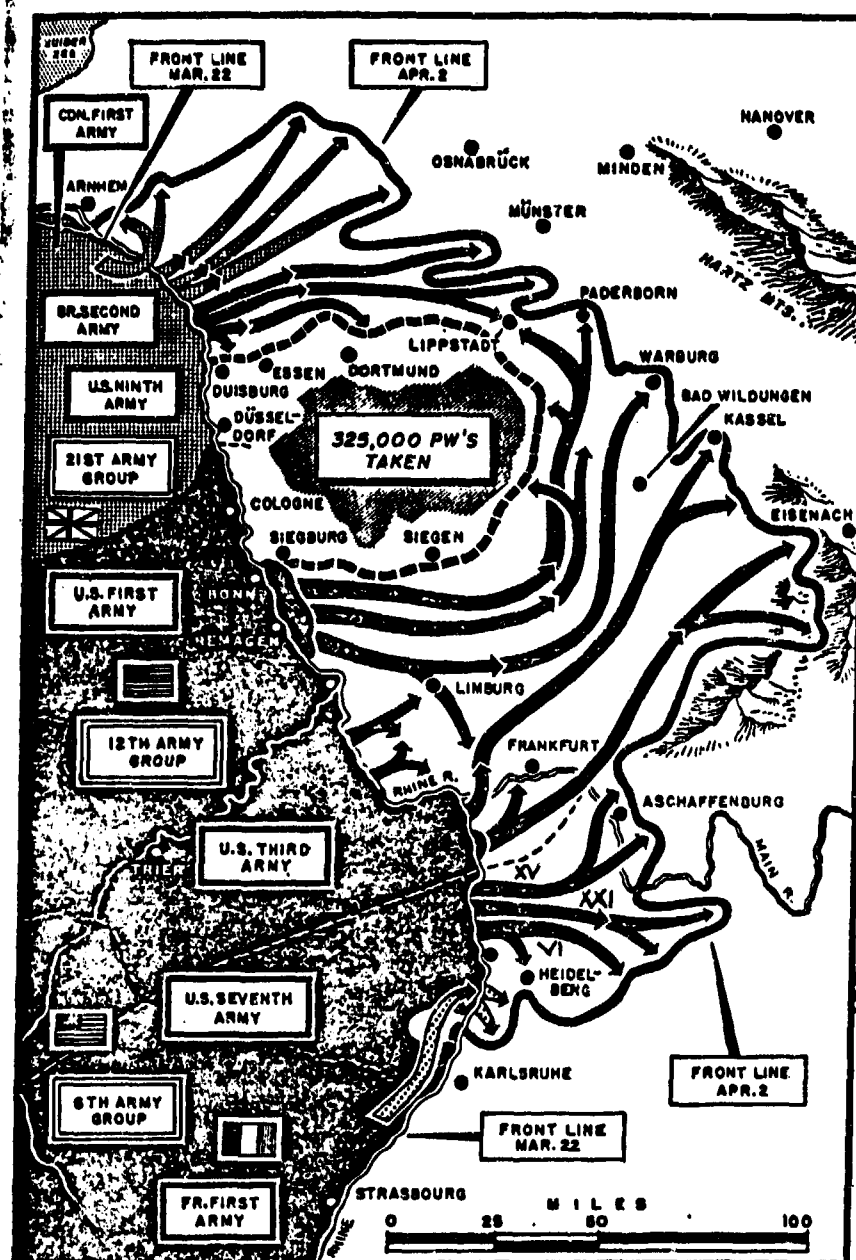 ZUIDER
ZEE
FRONT LINE
MAR. 22
FRONT LINE
APR. 2
CDN. FIRST
ARMY
ARNHEM
OSNABRÜCK
MINDEN
HANOVER
MÜNSTER
HARTZ MTS.
BR. SECOND
ARMY
PADERBORN
LIPPSTADT
WARBURG
ESSEN
DORTMUND
DUISBURG
U.S. NINTH
ARMY
BAD WILDUNGEN
KASSEL
DÜSSEL-
DORF
325,000 PW'S
TAKEN
21ST ARMY
GROUP
COLOGNE
EISENACH
SIEGBURG
SIEGEN
U.S. FIRST
ARMY
BONN
LIMBURG
12TH ARMY
GROUP
FRANKFURT
RHINE R.
ASCHAFFENBURG
MAIN R.
U.S. THIRD
ARMY
TRIER
XV
XXI
VI
HEIDEL-
BERG
U.S. SEVENTH
ARMY
KARLSRUHE
FRONT LINE
APR. 2
6TH ARMY
GROUP
FRONT LINE
MAR. 22
FR. FIRST
ARMY
STRASBOURG
RHINE
MILES
0 25 50 100